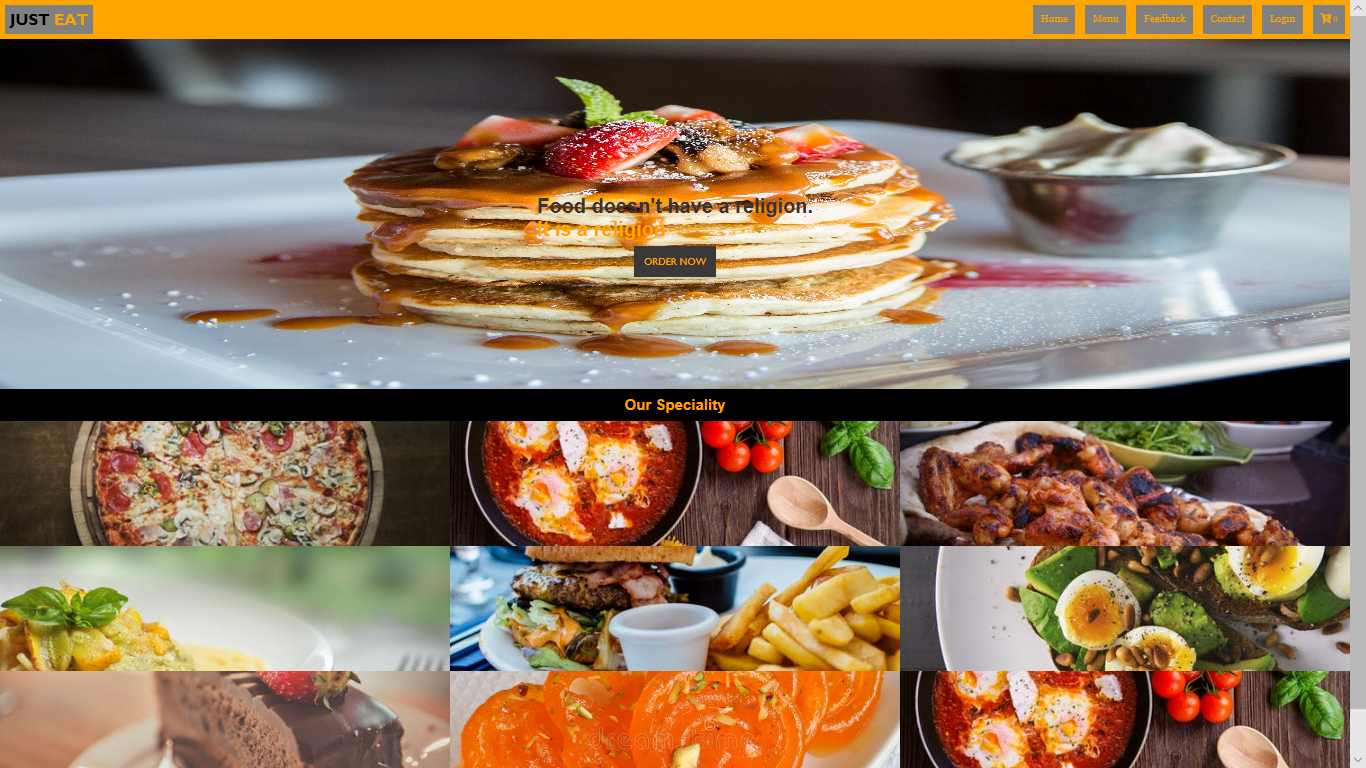 JUST EAT
Home
Menu
Feedback
Contact
Login
0
Food doesn't have a religion.
It is a religion.
ORDER NOW
Our Speciality
dreamstime